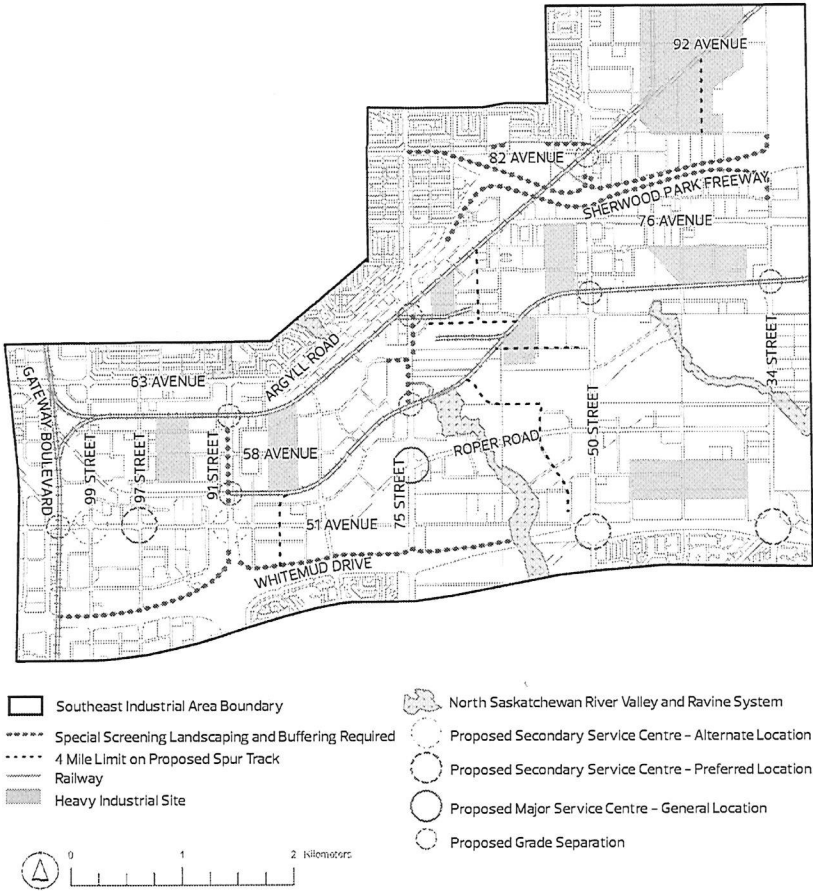 92 AVENUE
82 AVENUE
SHERWOOD PARK FREEWAY
76 AVENUE
34 STREET
ARGYLL ROAD
63 AVENUE
GATEWAY BOULEVARD
99 STREET
97 STREET
91 STREET
58 AVENUE
75 STREET
ROPER ROAD
50 STREET
51 AVENUE
WHITEMUD DRIVE
Southeast Industrial Area Boundary
Special Screening Landscaping and Buffering Required
4 Mile Limit on Proposed Spur Track
Railway
Heavy Industrial Site
North Saskatchewan River Valley and Ravine System
Proposed Secondary Service Centre – Alternate Location
Proposed Secondary Service Centre – Preferred Location
Proposed Major Service Centre – General Location
Proposed Grade Separation
0 1 2 Kilometers